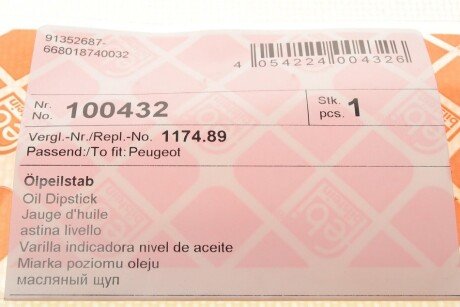 91352687-
668018740032
4 054224 004326
Nr.
No. 100432
Stk.
pcs. 1
Vergl.-Nr./Repl.-No. 1174.89
Passend:/To fit: Peugeot
Ölpeilstab
Oil Dipstick
Jauge d'huile
astina livello
Varilla indicadora nivel de aceite
Miarka poziomu oleju
масляный щуп